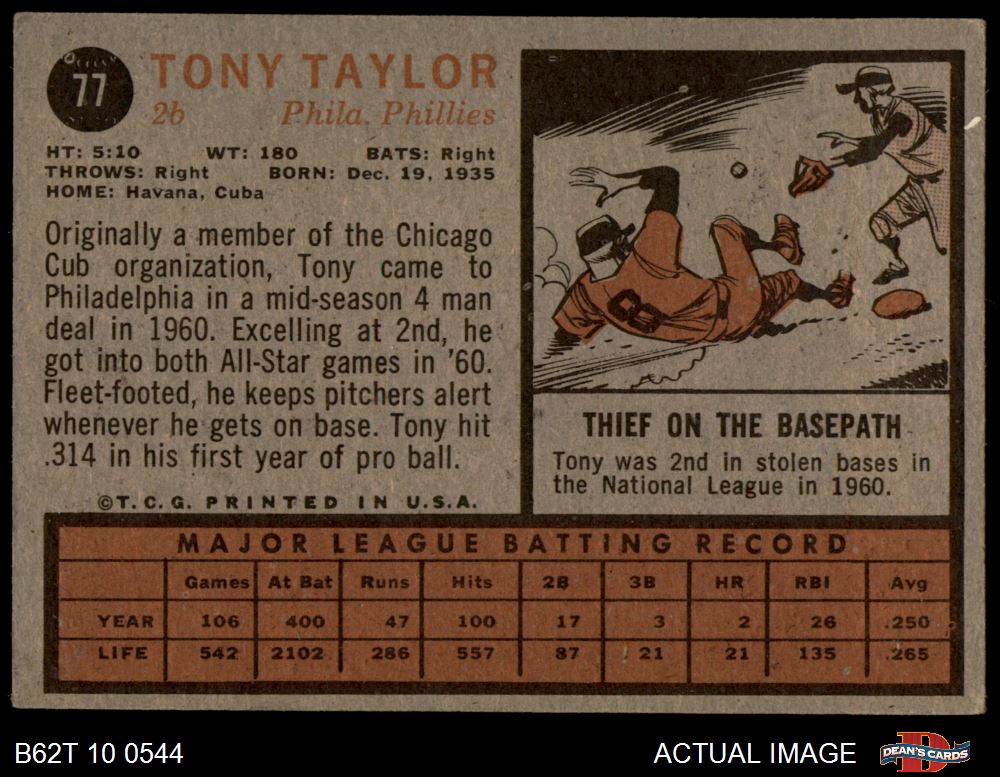 77
TONY TAYLOR
2b Phila. Phillies
HT: 5:10 WT: 180 BATS: Right
THROWS: Right BORN: Dec. 19, 1935
HOME: Havana, Cuba
Originally a member of the Chicago
Cub organization, Tony came to
Philadelphia in a mid-season 4 man
deal in 1960. Excelling at 2nd, he
got into both All-Star games in '60.
Fleet-footed, he keeps pitchers alert
whenever he gets on base. Tony hit
.314 in his first year of pro ball.
©T.C.G. PRINTED IN U.S.A.
8
THIEF ON THE BASEPATH
Tony was 2nd in stolen bases in
the National League in 1960.
MAJOR LEAGUE BATTING RECORD
Games At Bat Runs Hits 2B 3B HR RBI Avg
YEAR 106 400 47 100 17 3 2 26 .250
LIFE 542 2102 286 557 87 21 21 135 .265
B62T 10 0544
ACTUAL IMAGE
D
DEAN'S CARDS